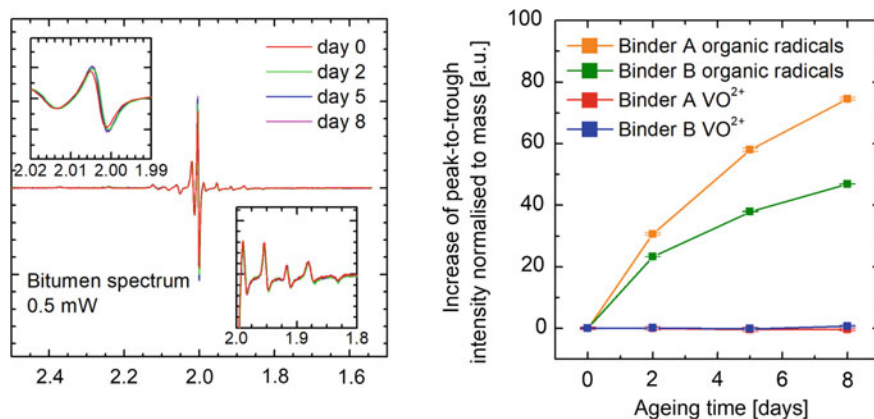 day 0
day 2
day 5
day 8
2.02 2.01 2.00 1.99
Bitumen spectrum
0.5 mW
2.0 1.9 1.8
2.4 2.2 2.0 1.8 1.6
Increase of peak-to-trough
intensity normalised to mass [a.u.]
100
80
60
40
20
0
Binder A organic radicals
Binder B organic radicals
Binder A VO²⁺
Binder B VO²⁺
0 2 4 6 8
Ageing time [days]